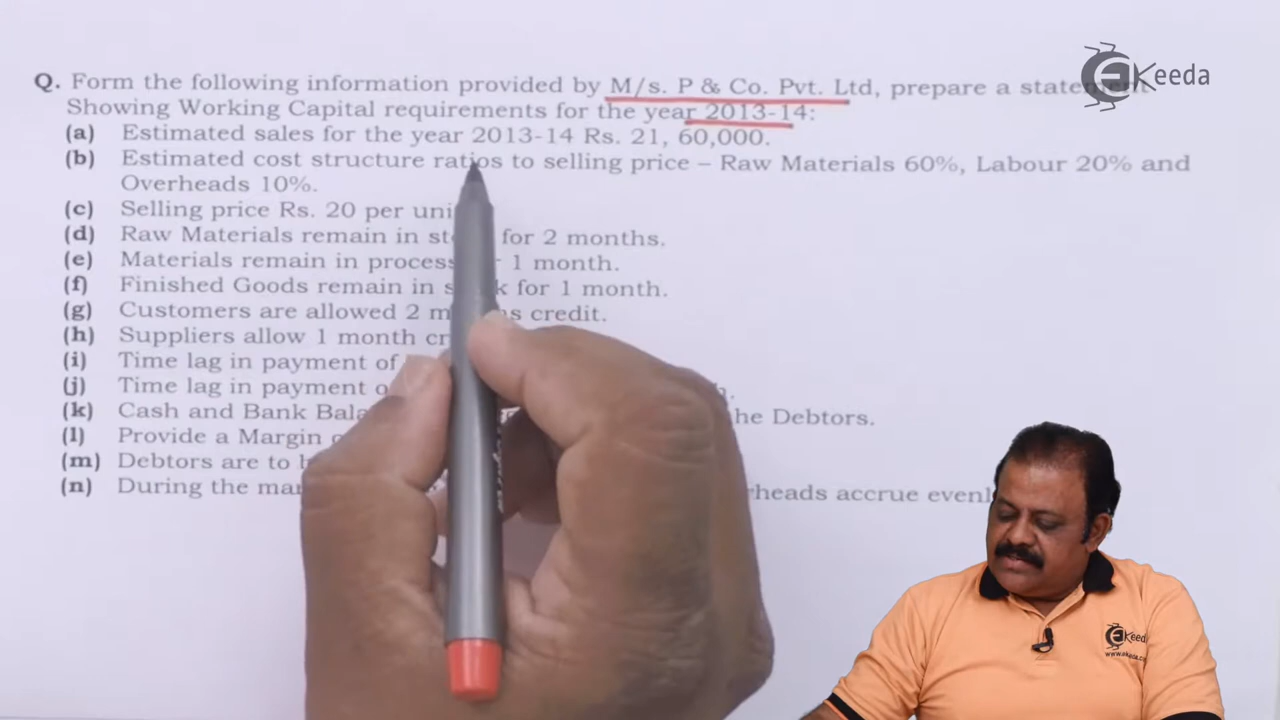 Keeda
Q. Form the following information provided by M/s. P & Co. Pvt. Ltd, prepare a statement
Showing Working Capital requirements for the year 2013-14:
(a) Estimated sales for the year 2013-14 Rs. 21, 60,000.
(b) Estimated cost structure ratios to selling price – Raw Materials 60%, Labour 20% and
Overheads 10%.
(c) Selling price Rs. 20 per uni
(d) Raw Materials remain in st for 2 months.
(e) Materials remain in process 1 month.
(f) Finished Goods remain in s k for 1 month.
(g) Customers are allowed 2 m s credit.
(h) Suppliers allow 1 month cr
(i) Time lag in payment of
(j) Time lag in payment o
(k) Cash and Bank Bala he Debtors.
(l) Provide a Margin
(m) Debtors are to b
(n) During the ma rheads accrue evenl
Keeda